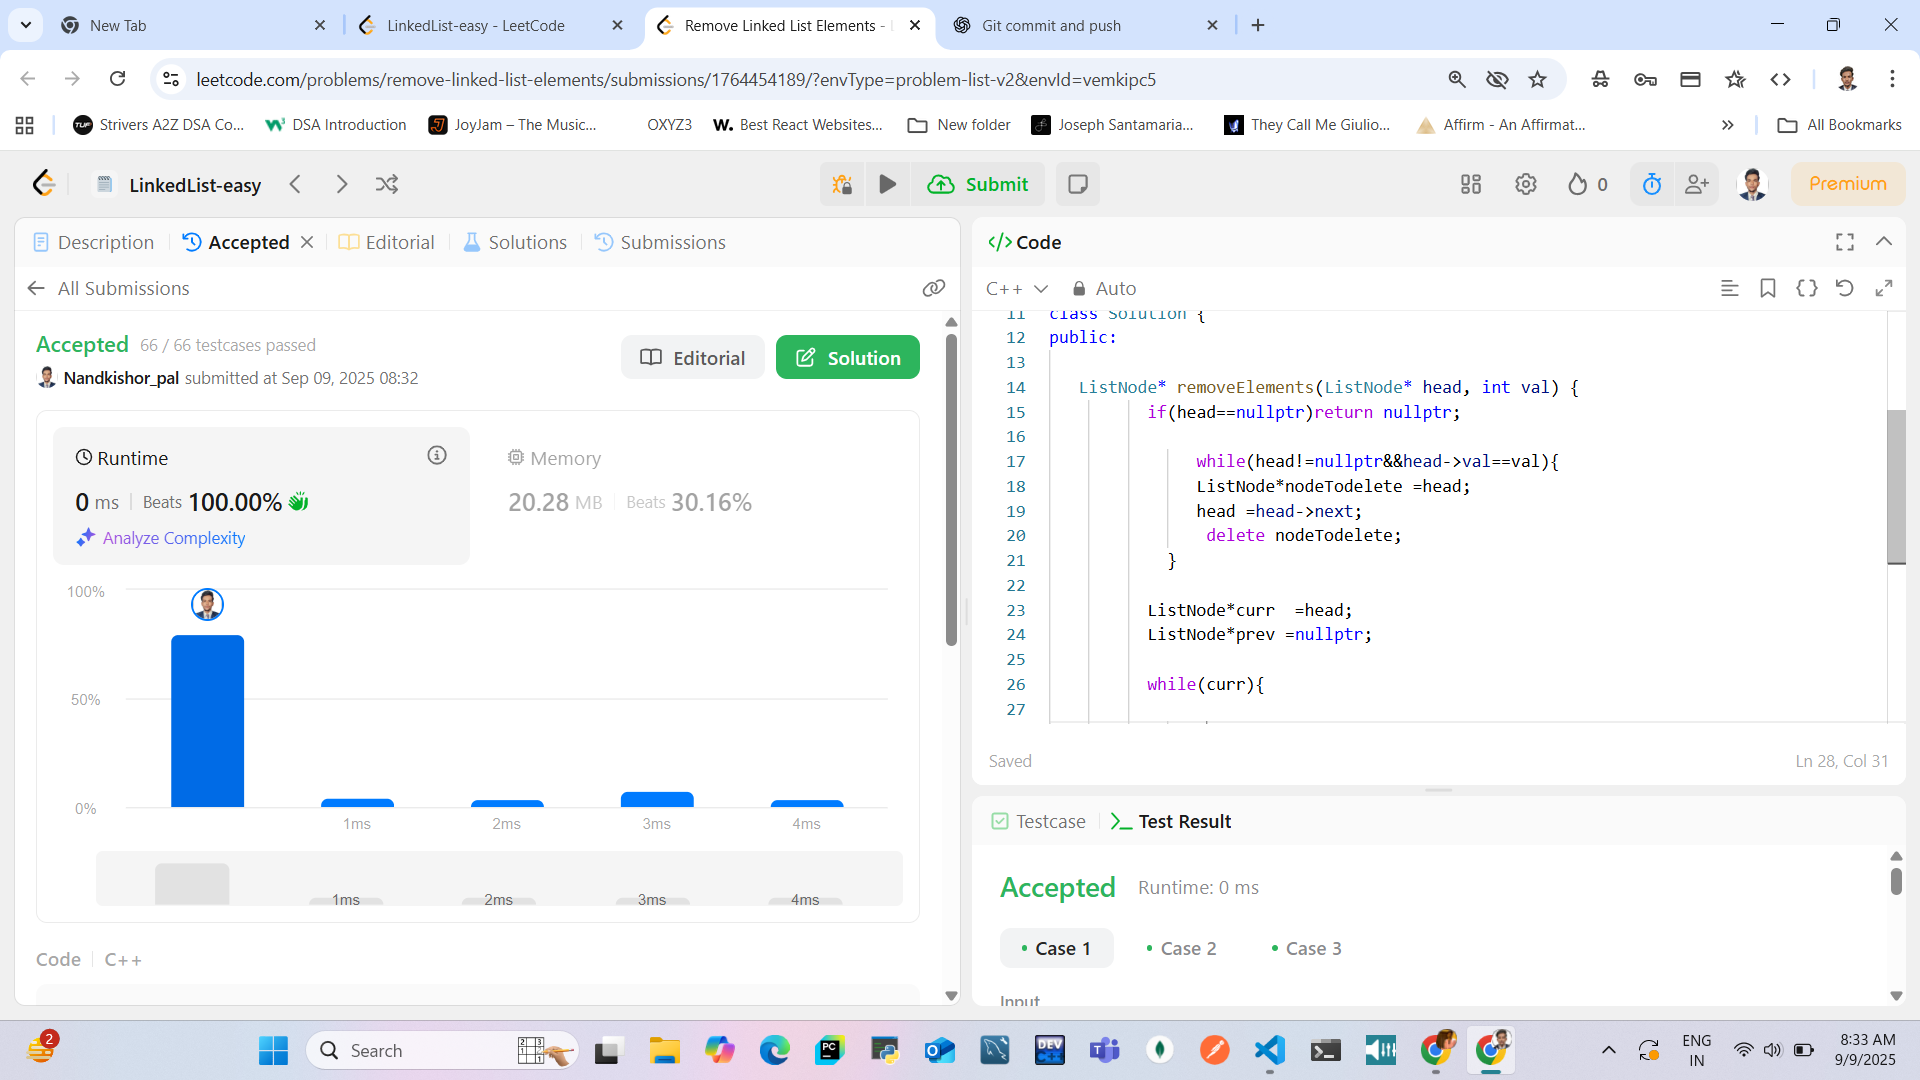 New Tab
LinkedList-easy - LeetCode
Remove Linked List Elements -
Git commit and push
leetcode.com/problems/remove-linked-list-elements/submissions/1764454189/?envType=problem-list-v2&envId=vemkipc5
TUF Strivers A2Z DSA Co...
DSA Introduction
JoyJam – The Music...
OXYZ3
W. Best React Websites...
New folder
Joseph Santamaria...
They Call Me Giulio...
Affirm - An Affirmat...
All Bookmarks
LinkedList-easy
Submit
0
Premium
Description
Accepted
Editorial
Solutions
Submissions
All Submissions
Accepted 66 / 66 testcases passed
Nandkishor_pal submitted at Sep 09, 2025 08:32
Editorial
Solution
Runtime
0 ms Beats 100.00%
Analyze Complexity
Memory
20.28 MB Beats 30.16%
100%
50%
0%
1ms 2ms 3ms 4ms
1ms 2ms 3ms 4ms
Code C++
</> Code
C++ Auto
11 class Solution {
12 public:
13
14 ListNode* removeElements(ListNode* head, int val) {
15 if(head==nullptr)return nullptr;
16
17 while(head!=nullptr&&head->val==val){
18 ListNode*nodeTodelete =head;
19 head =head->next;
20 delete nodeTodelete;
21 }
22
23 ListNode*curr  =head;
24 ListNode*prev =nullptr;
25
26 while(curr){
27
Saved
Ln 28, Col 31
Testcase
>_ Test Result
Accepted Runtime: 0 ms
Case 1
Case 2
Case 3
Input
2
Search
PC
DEV C++
ENG
IN
8:33 AM
9/9/2025